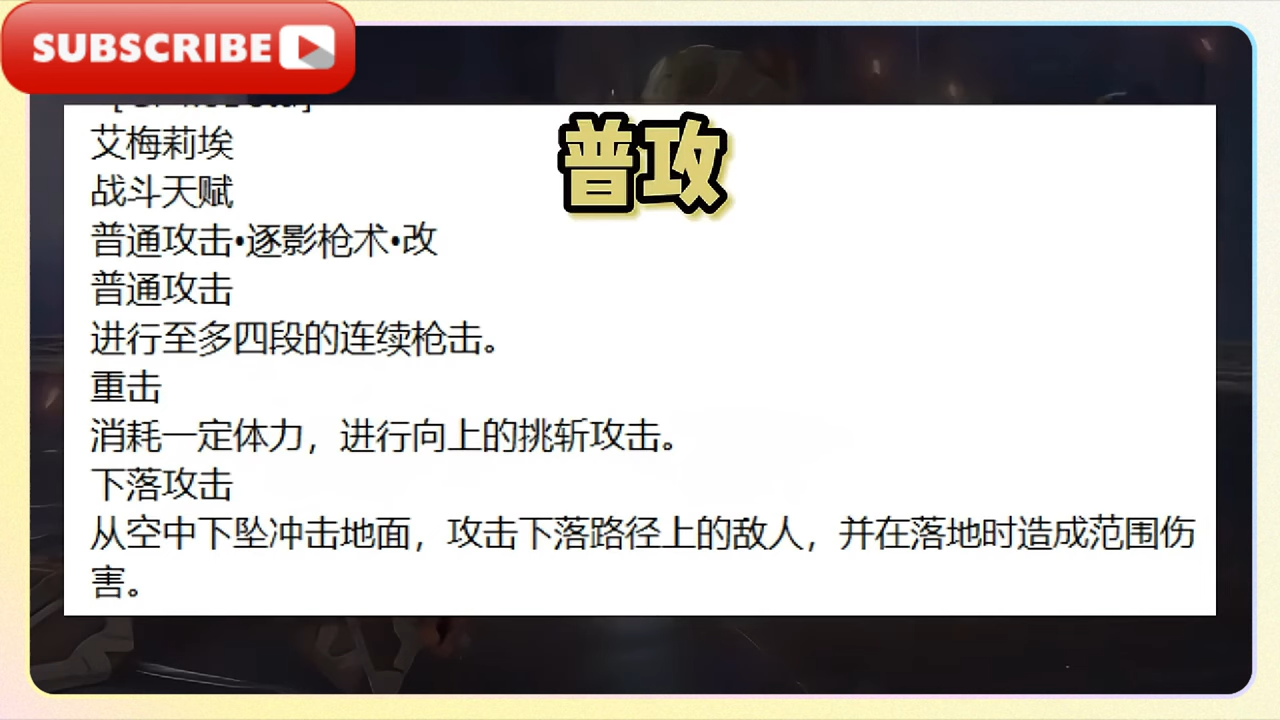 SUBSCRIBE
普攻
艾梅莉埃
战斗天赋
普通攻击•逐影枪术•改
普通攻击
进行至多四段的连续枪击。
重击
消耗一定体力，进行向上的挑斩攻击。
下落攻击
从空中下坠冲击地面，攻击下落路径上的敌人，并在落地时造成范围伤
害。